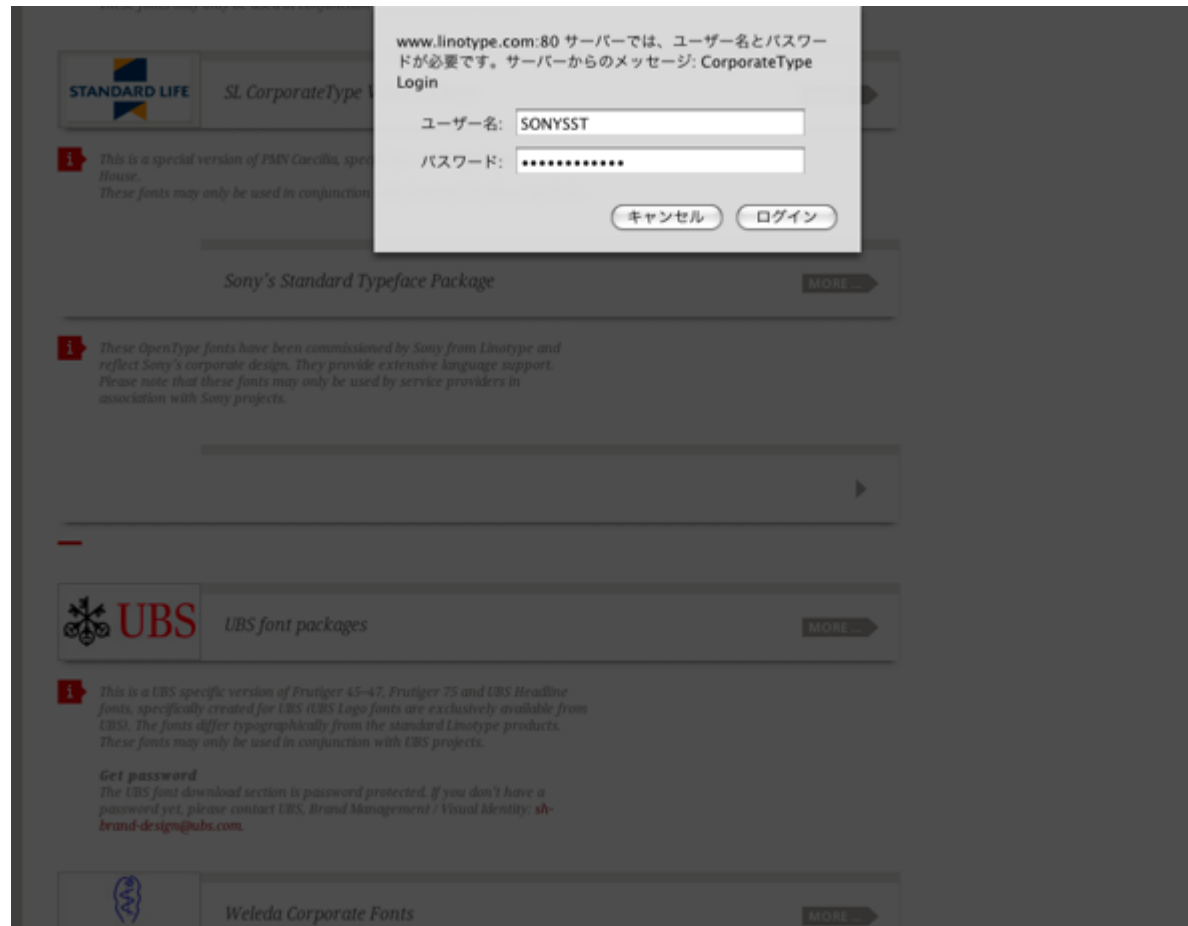 www.linotype.com:80 サーバーでは、ユーザー名とパスワー
ドが必要です。サーバーからのメッセージ: CorporateType
Login
ユーザー名: SONYSST
パスワード: ••••••••••••
キャンセル ログイン
STANDARD LIFE
SL CorporateType
This is a special version of PMN Caecilia, spec
House.
These fonts may only be used in conjunction
Sony's Standard Typeface Package
MORE ...
These OpenType fonts have been commissioned by Sony from Linotype and
reflect Sony's corporate design. They provide extensive language support.
Please note that these fonts may only be used by service providers in
association with Sony projects.
UBS
UBS font packages
MORE ...
This is a UBS specific version of Frutiger 45–47, Frutiger 75 and UBS Headline
fonts, specifically created for UBS (UBS Logo fonts are exclusively available from
UBS). The fonts differ typographically from the standard Linotype products.
These fonts may only be used in conjunction with UBS projects.
Get password
The UBS font download section is password protected. If you don't have a
password yet, please contact UBS, Brand Management / Visual Identity: sh-
brand-design@ubs.com.
Weleda Corporate Fonts
MORE ...